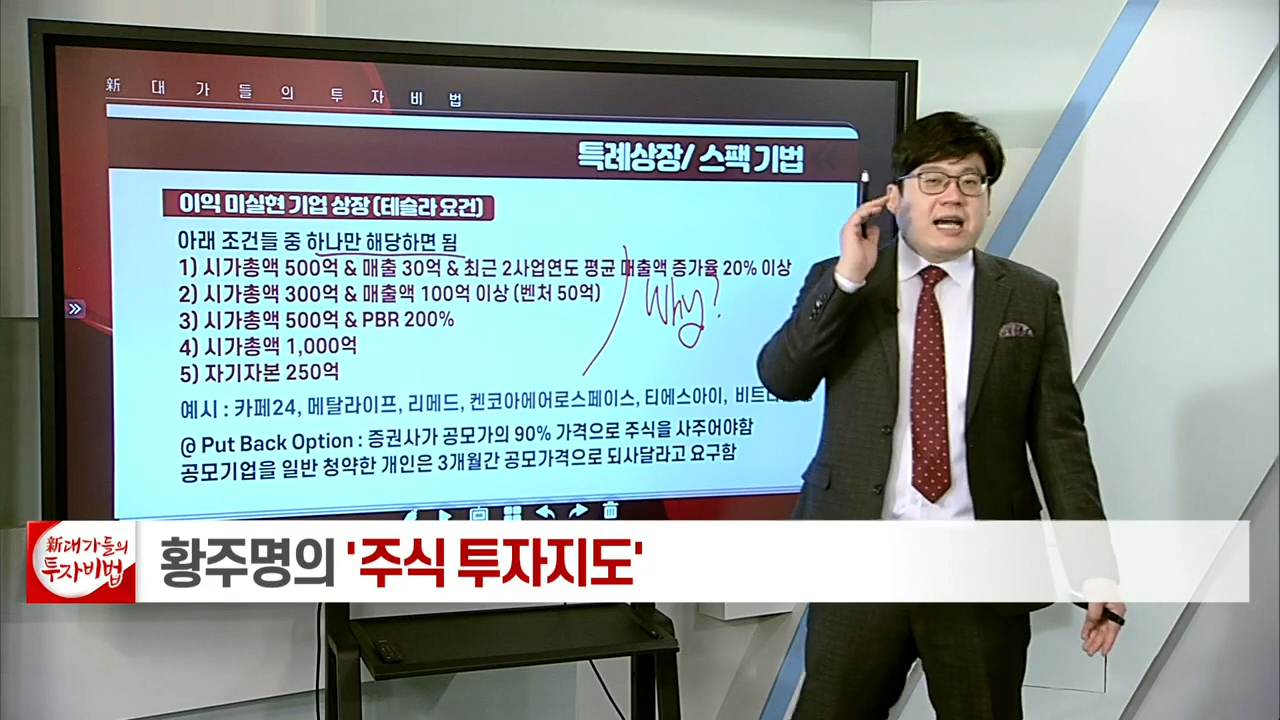 新대가들의투자비법
특례상장/ 스팩 기법
이익 미실현 기업 상장 (테슬라 요건)
아래 조건들 중 하나만 해당하면 됨
1) 시가총액 500억 & 매출 30억 & 최근 2사업연도 평균 매출액 증가율 20% 이상
2) 시가총액 300억 & 매출액 100억 이상 (벤처 50억)
3) 시가총액 500억 & PBR 200%
4) 시가총액 1,000억
5) 자기자본 250억
Why?
예시 : 카페24, 메탈라이프, 리메드, 켄코아에어로스페이스, 티에스아이,
@ Put Back Option : 증권사가 공모가의 90% 가격으로 주식을 사주어야함
공모기업을 일반 청약한 개인은 3개월간 공모가격으로 되사달라고 요구함
新대가들의
투자비법
황주명의 '주식 투자지도'